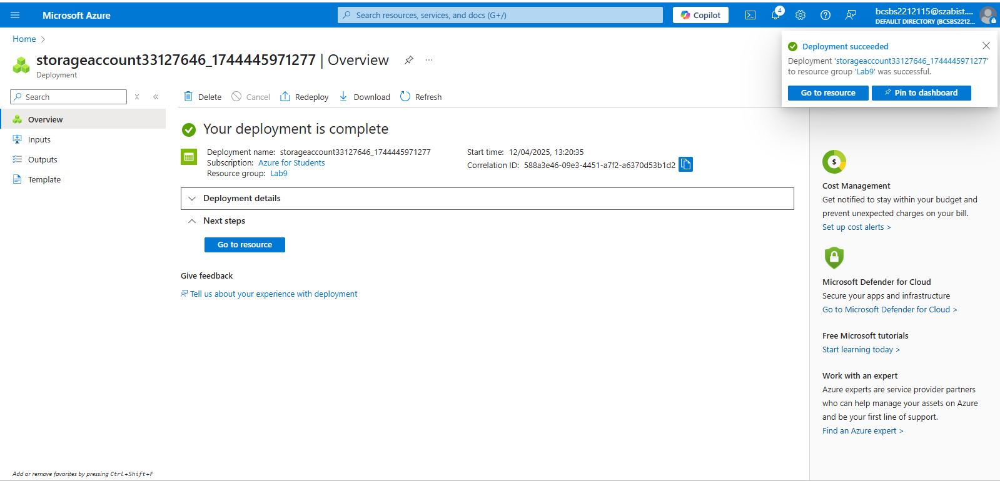 Microsoft Azure
Search resources, services, and docs (G+/)
Copilot
4
bcsbs2212115@szabist....
DEFAULT DIRECTORY (BCSBS2212...
Home >
storageaccount33127646_1744445971277 | Overview
...
Deployment
Deployment succeeded
Deployment 'storageaccount33127646_1744445971277'
to resource group 'Lab9' was successful.
Go to resource
Pin to dashboard
Search
Delete
Cancel
Redeploy
Download
Refresh
Overview
Inputs
Outputs
Template
Your deployment is complete
Deployment name: storageaccount33127646_1744445971277
Subscription: Azure for Students
Resource group: Lab9
Start time: 12/04/2025, 13:20:35
Correlation ID: 588a3e46-09e3-4451-a7f2-a6370d53b1d2
Deployment details
Next steps
Go to resource
Give feedback
Tell us about your experience with deployment
$
Cost Management
Get notified to stay within your budget and
prevent unexpected charges on your bill.
Set up cost alerts >
Microsoft Defender for Cloud
Secure your apps and infrastructure
Go to Microsoft Defender for Cloud >
Free Microsoft tutorials
Start learning today >
Work with an expert
Azure experts are service provider partners
who can help manage your assets on Azure
and be your first line of support.
Find an Azure expert >
Add or remove favorites by pressing Ctrl+Shift+F